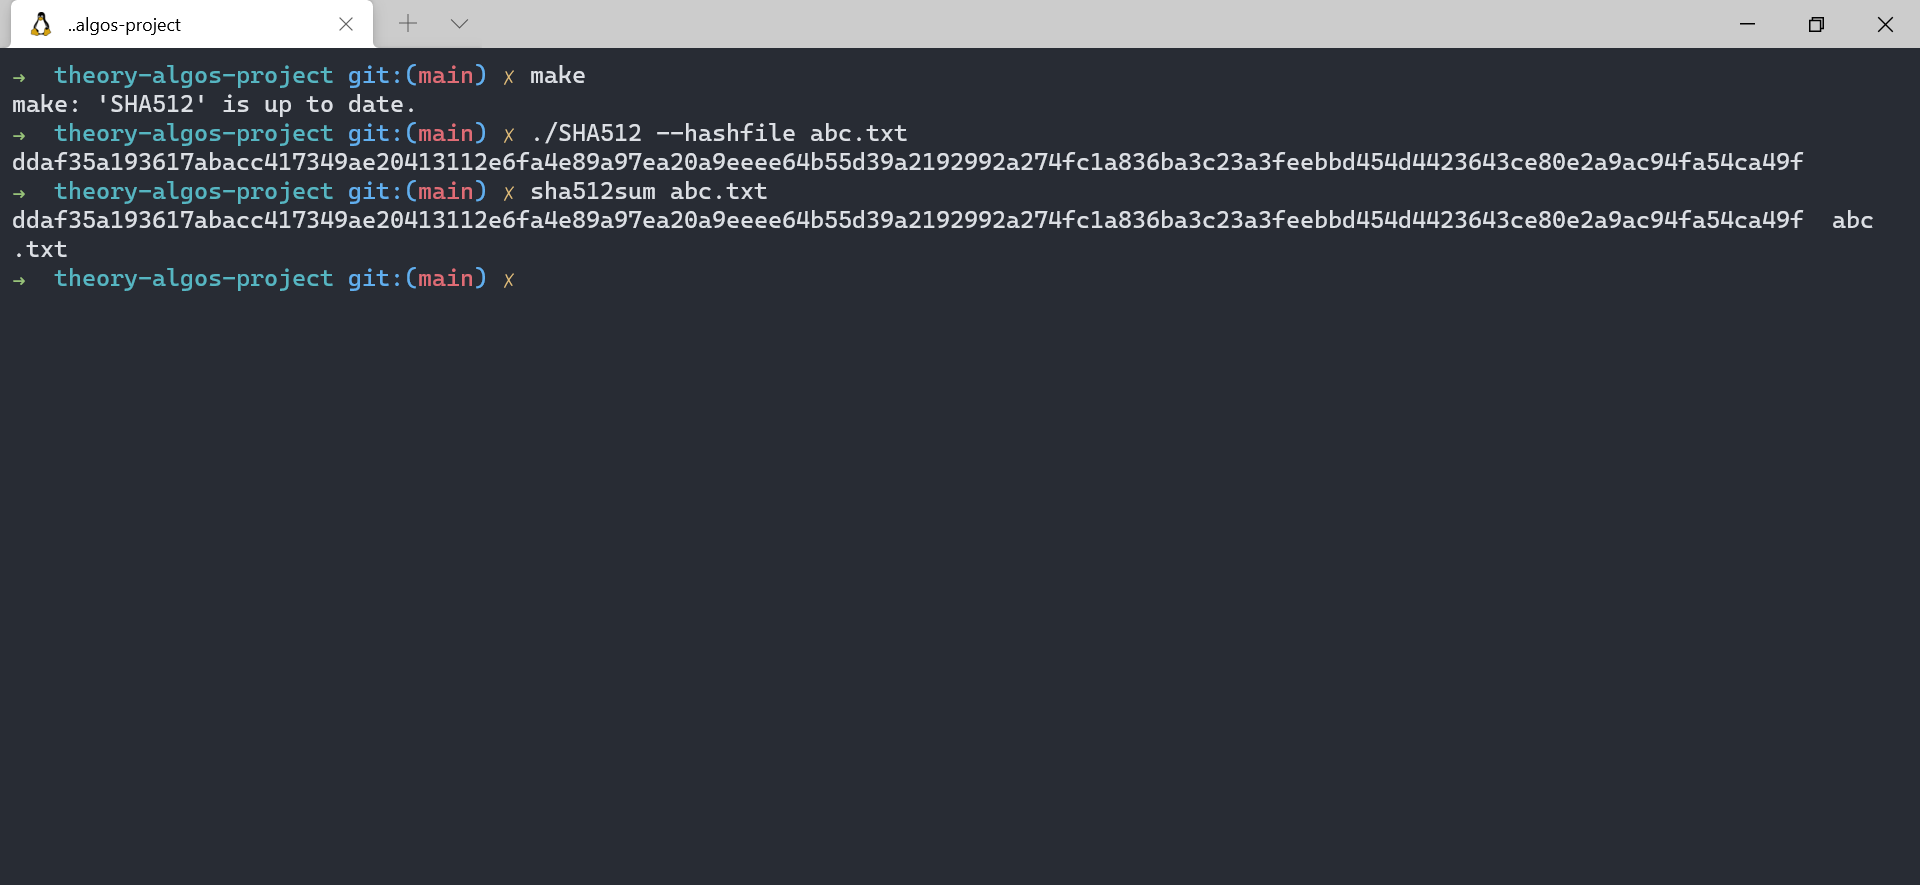 ..algos-project
→ theory-algos-project git:(main) ✗ make
make: 'SHA512' is up to date.
→ theory-algos-project git:(main) ✗ ./SHA512 --hashfile abc.txt
ddaf35a193617abacc417349ae20413112e6fa4e89a97ea20a9eeee64b55d39a2192992a274fc1a836ba3c23a3feebbd454d4423643ce80e2a9ac94fa54ca49f
→ theory-algos-project git:(main) ✗ sha512sum abc.txt
ddaf35a193617abacc417349ae20413112e6fa4e89a97ea20a9eeee64b55d39a2192992a274fc1a836ba3c23a3feebbd454d4423643ce80e2a9ac94fa54ca49f  abc
.txt
→ theory-algos-project git:(main) ✗